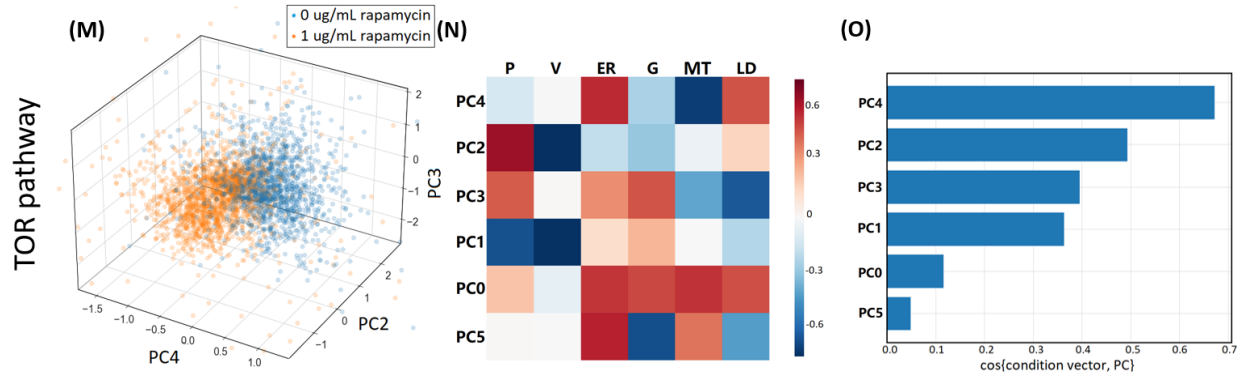 (M)
0 ug/mL rapamycin
1 ug/mL rapamycin
TOR pathway
2
1
0
−1
−2
PC3
−1.5
−1.0
−0.5
0.0
0.5
1.0
PC4
−1
0
1
2
PC2
(N)
P V ER G MT LD
PC4
PC2
PC3
PC1
PC0
PC5
0.6
0.3
0
-0.3
-0.6
(O)
PC4
PC2
PC3
PC1
PC0
PC5
0.0 0.1 0.2 0.3 0.4 0.5 0.6 0.7
cos{condition vector, PC}